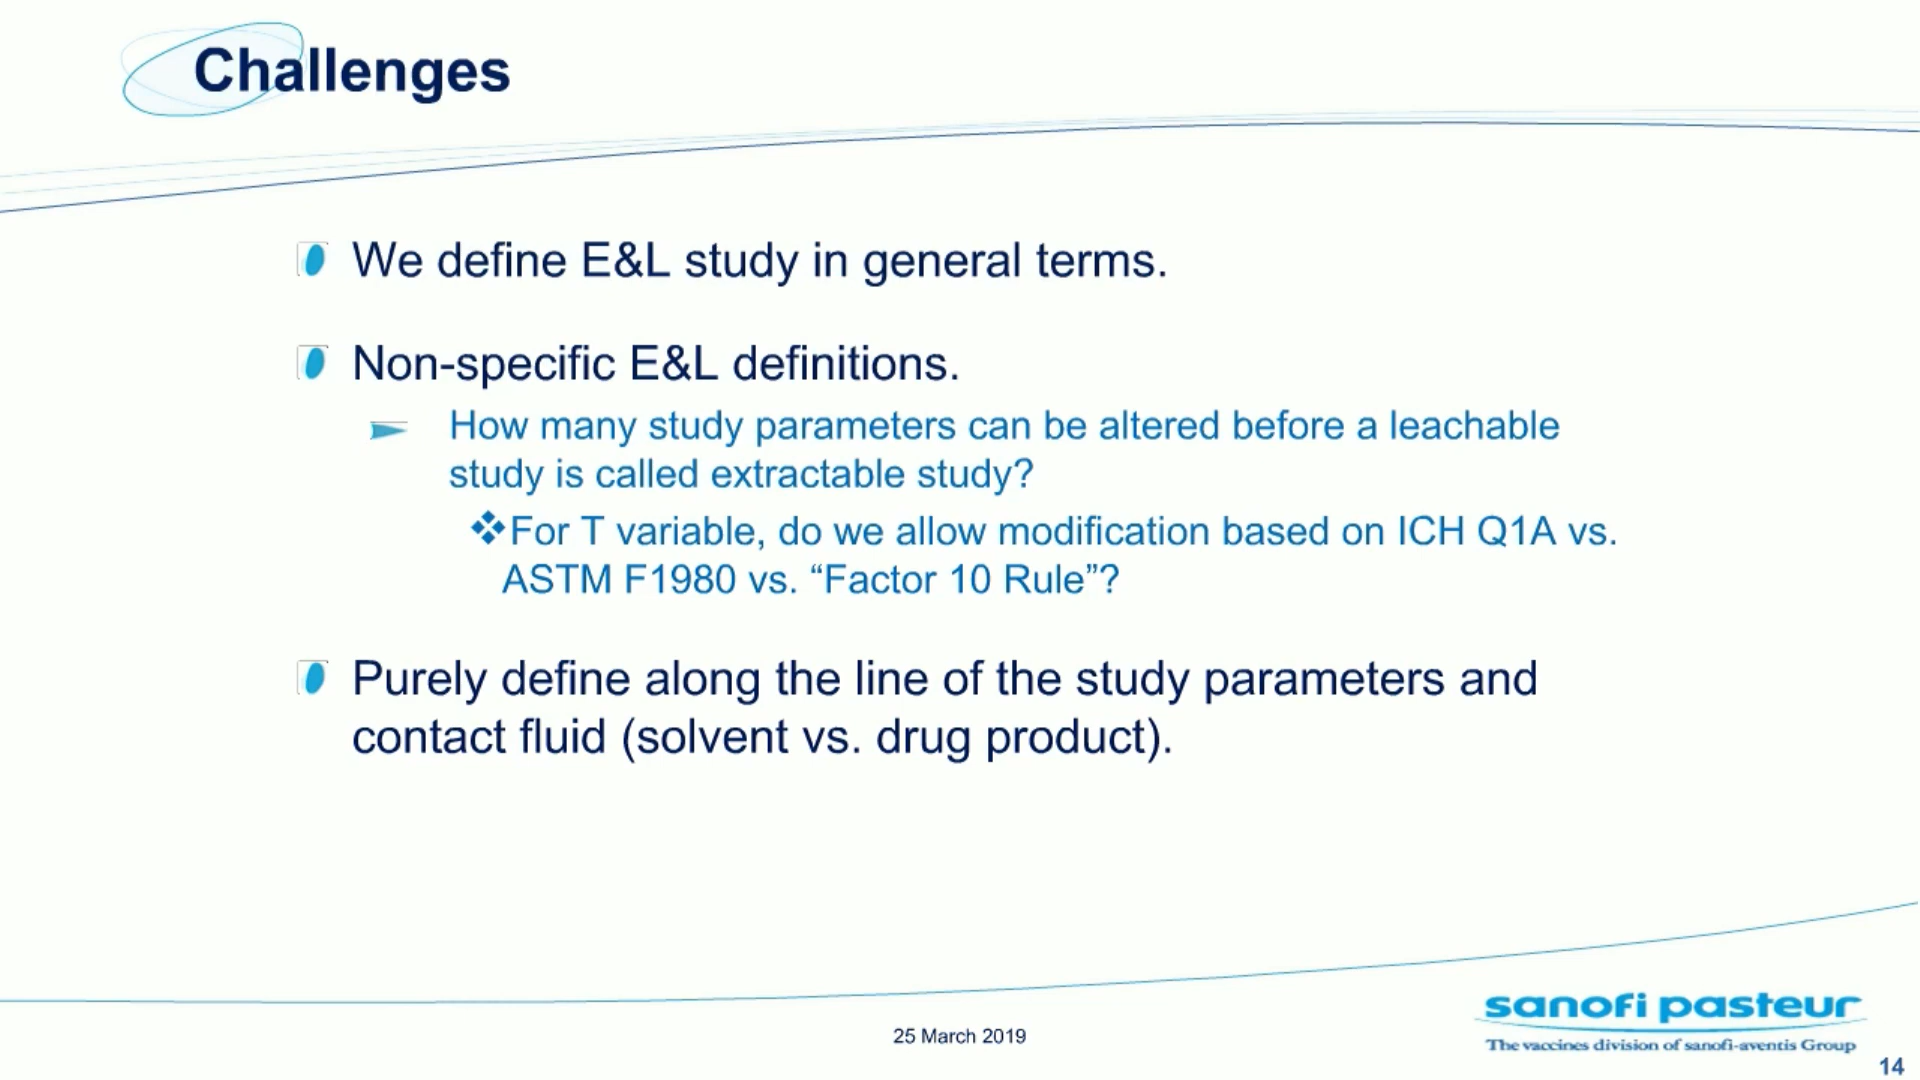 Challenges
We define E&L study in general terms.
Non-specific E&L definitions.
How many study parameters can be altered before a leachable
study is called extractable study?
For T variable, do we allow modification based on ICH Q1A vs.
ASTM F1980 vs. “Factor 10 Rule”?
Purely define along the line of the study parameters and
contact fluid (solvent vs. drug product).
25 March 2019
sanofi pasteur
The vaccines division of sanofi-aventis Group
14